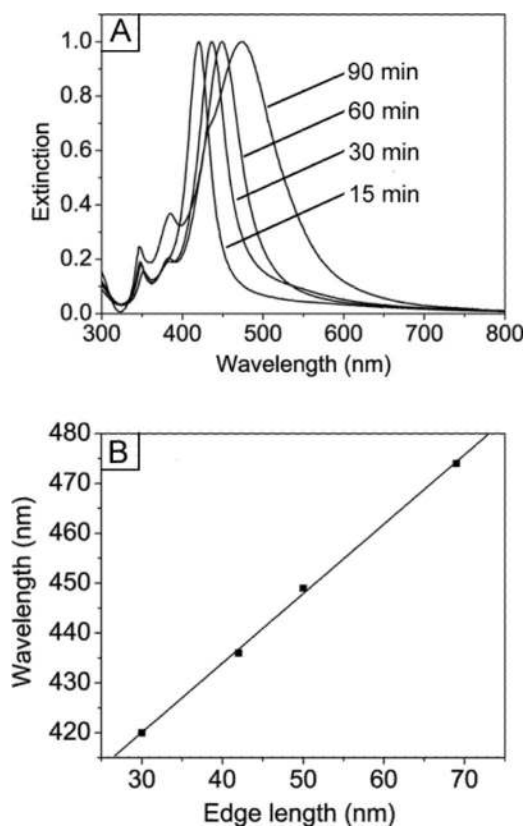 A
1.0
0.8
0.6
0.4
0.2
0.0
Extinction
90 min
60 min
30 min
15 min
300 400 500 600 700 800
Wavelength (nm)
B
480
470
460
450
430
430
420
Wavelength (nm)
30 40 50 60 70
Edge length (nm)